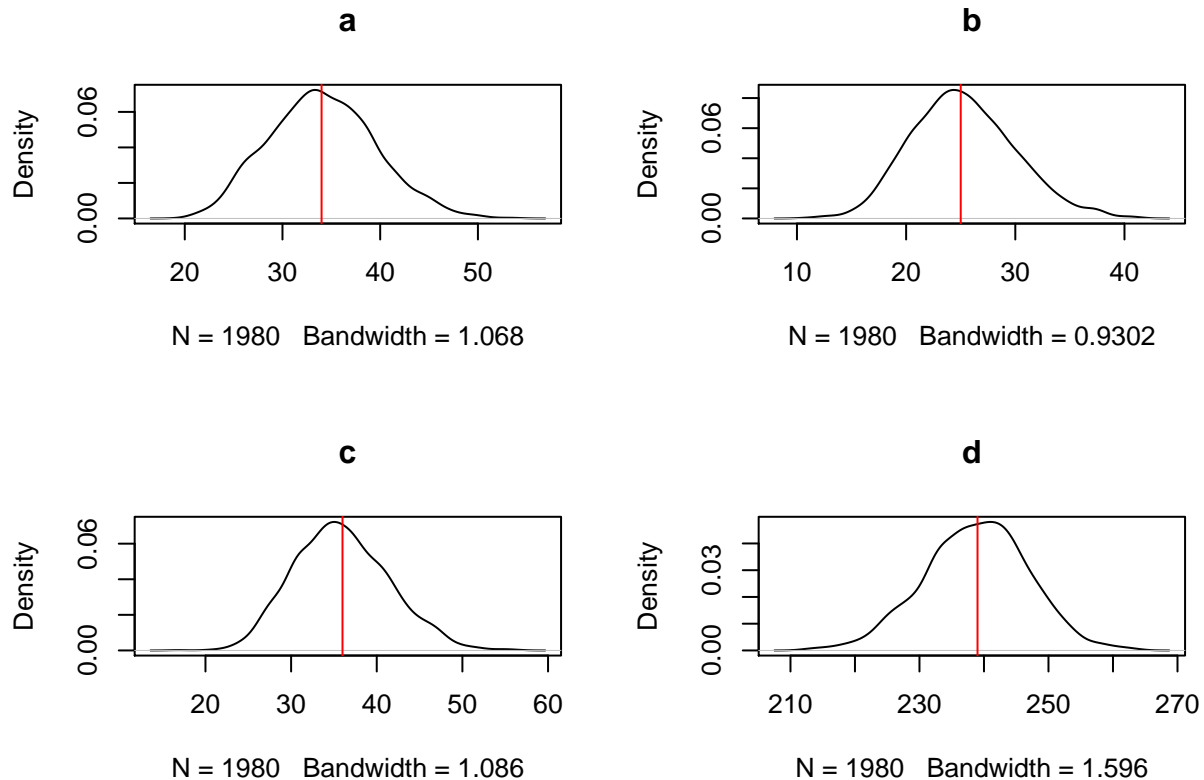 a
Density
0.00 0.06
20 30 40 50
N = 1980 Bandwidth = 1.068
b
Density
0.00 0.06
10 20 30 40
N = 1980 Bandwidth = 0.9302
c
Density
0.00 0.06
20 30 40 50 60
N = 1980 Bandwidth = 1.086
d
Density
0.00 0.03
210 230 250 270
N = 1980 Bandwidth = 1.596